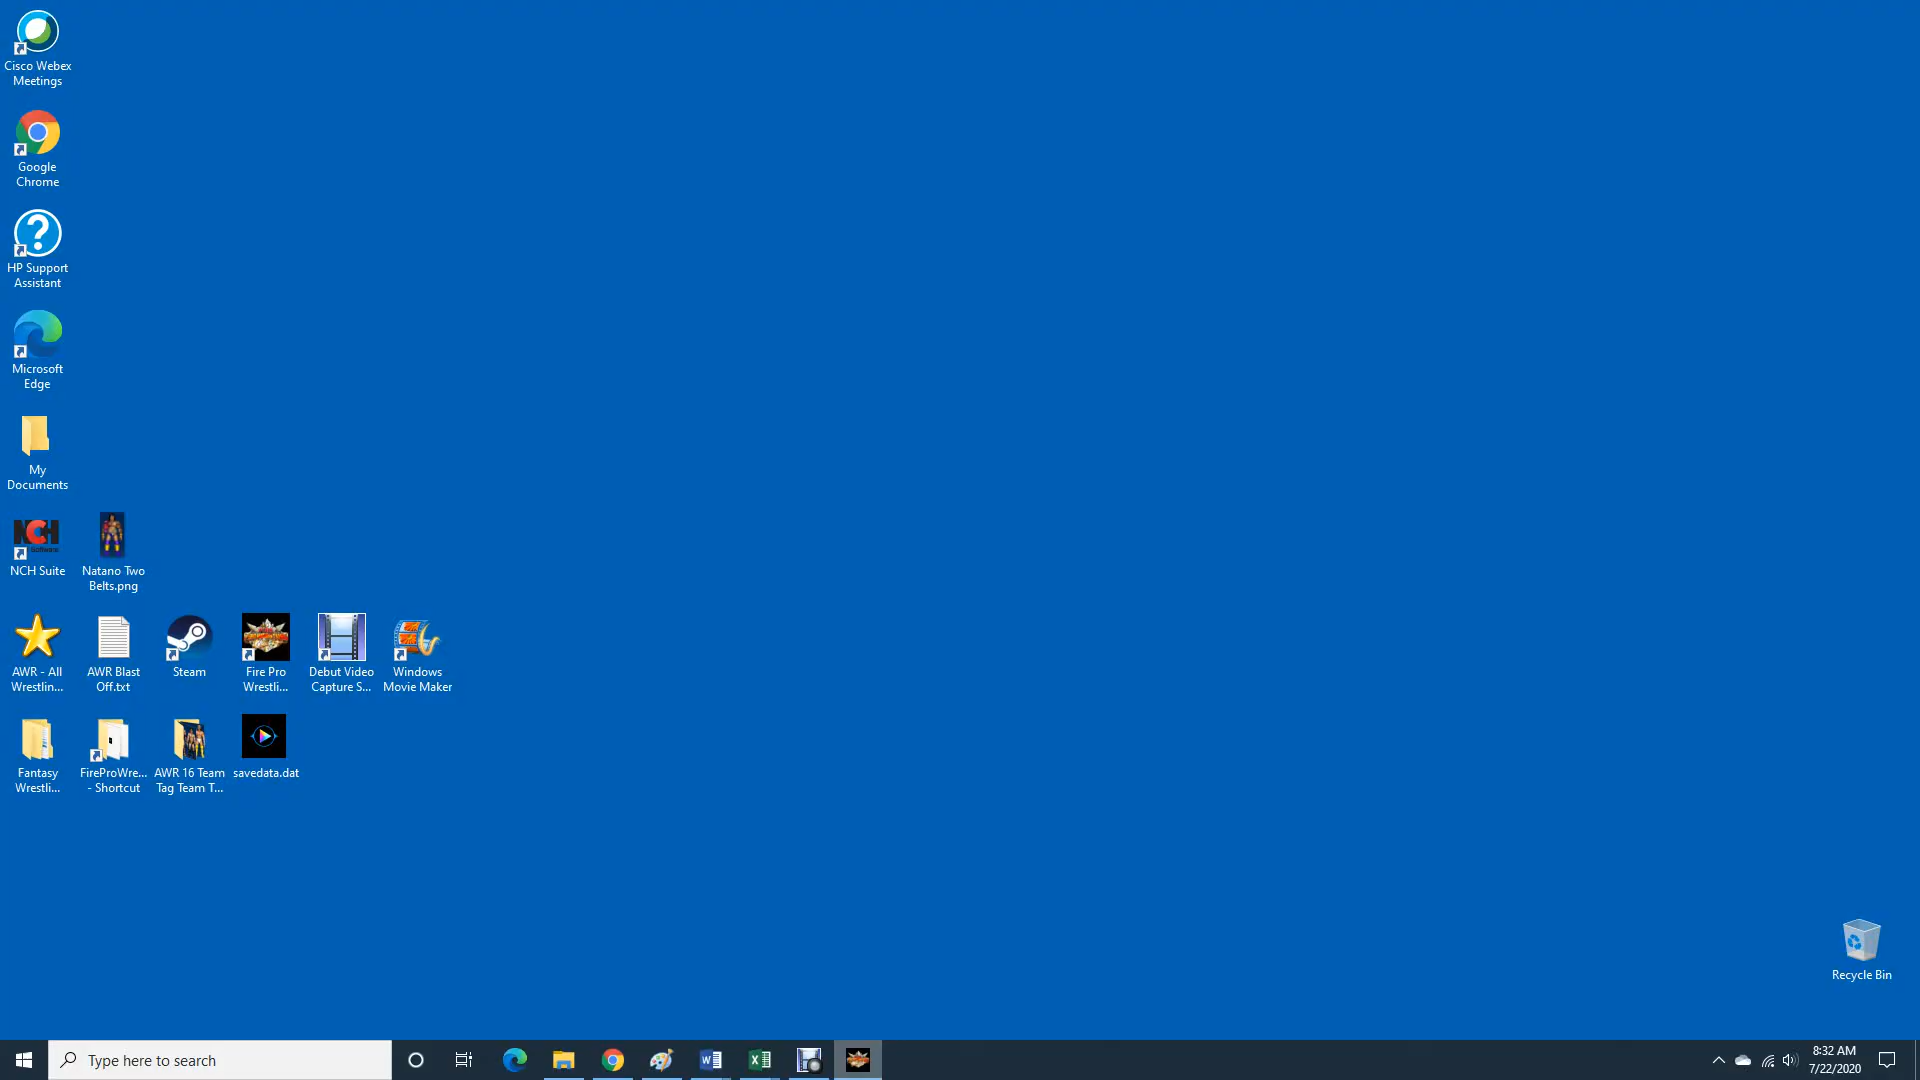 Cisco Webex
Meetings
Google
Chrome
HP Support
Assistant
Microsoft
Edge
My
Documents
NCH
Software
NCH Suite
Natano Two
Belts.png
AWR - All
Wrestlin...
AWR Blast
Off.txt
Steam
Fire Pro
Wrestli...
Debut Video
Capture S...
Windows
Movie Maker
Fantasy
Wrestli...
FireProWre...
- Shortcut
AWR 16 Team
Tag Team T...
savedata.dat
Recycle Bin
Type here to search
8:32 AM
7/22/2020